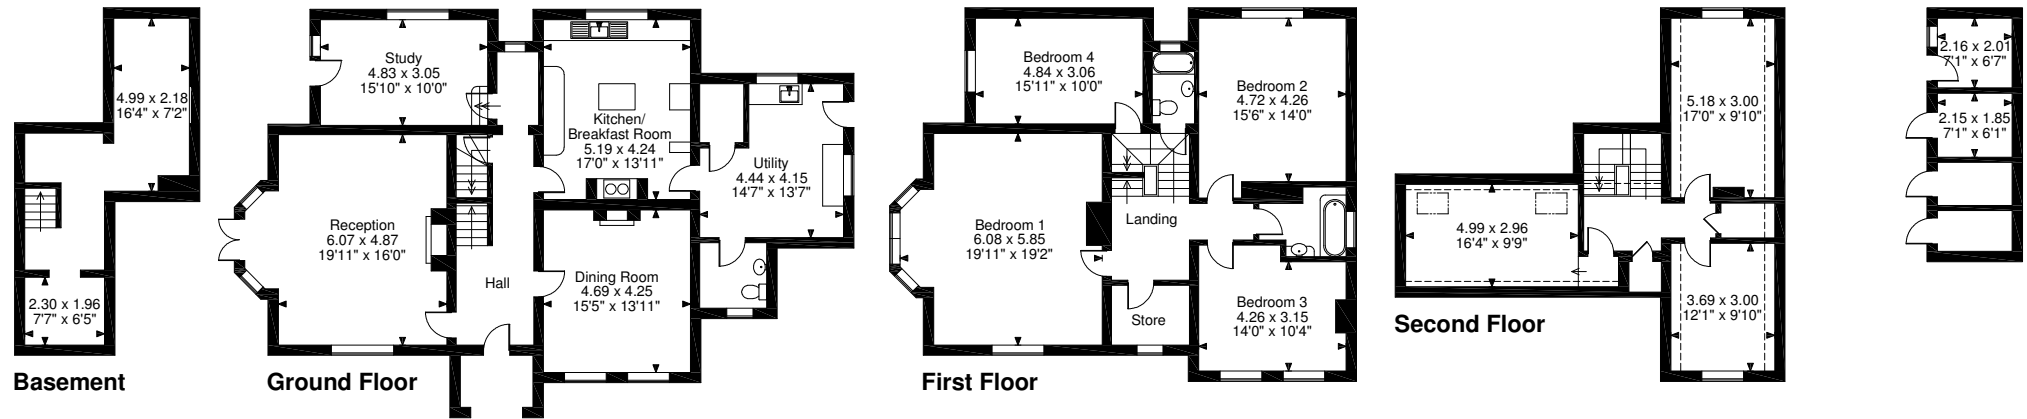 4.99 x 2.18
16'4" x 7'2"
2.30 x 1.96
7'7" x 6'5"
Basement
Study
4.83 x 3.05
15'10" x 10'0"
Kitchen/
Breakfast Room
5.19 x 4.24
17'0" x 13'11"
Utility
4.44 x 4.15
14'7" x 13'7"
Reception
6.07 x 4.87
19'11" x 16'0"
Hall
Dining Room
4.69 x 4.25
15'5" x 13'11"
Ground Floor
Bedroom 4
4.84 x 3.06
15'11" x 10'0"
Bedroom 2
4.72 x 4.26
15'6" x 14'0"
Bedroom 1
6.08 x 5.85
19'11" x 19'2"
Landing
Store
Bedroom 3
4.26 x 3.15
14'0" x 10'4"
First Floor
5.18 x 3.00
17'0" x 9'10"
4.99 x 2.96
16'4" x 9'9"
3.69 x 3.00
12'1" x 9'10"
Second Floor
2.16 x 2.01
7'1" x 6'7"
2.15 x 1.85
7'1" x 6'1"